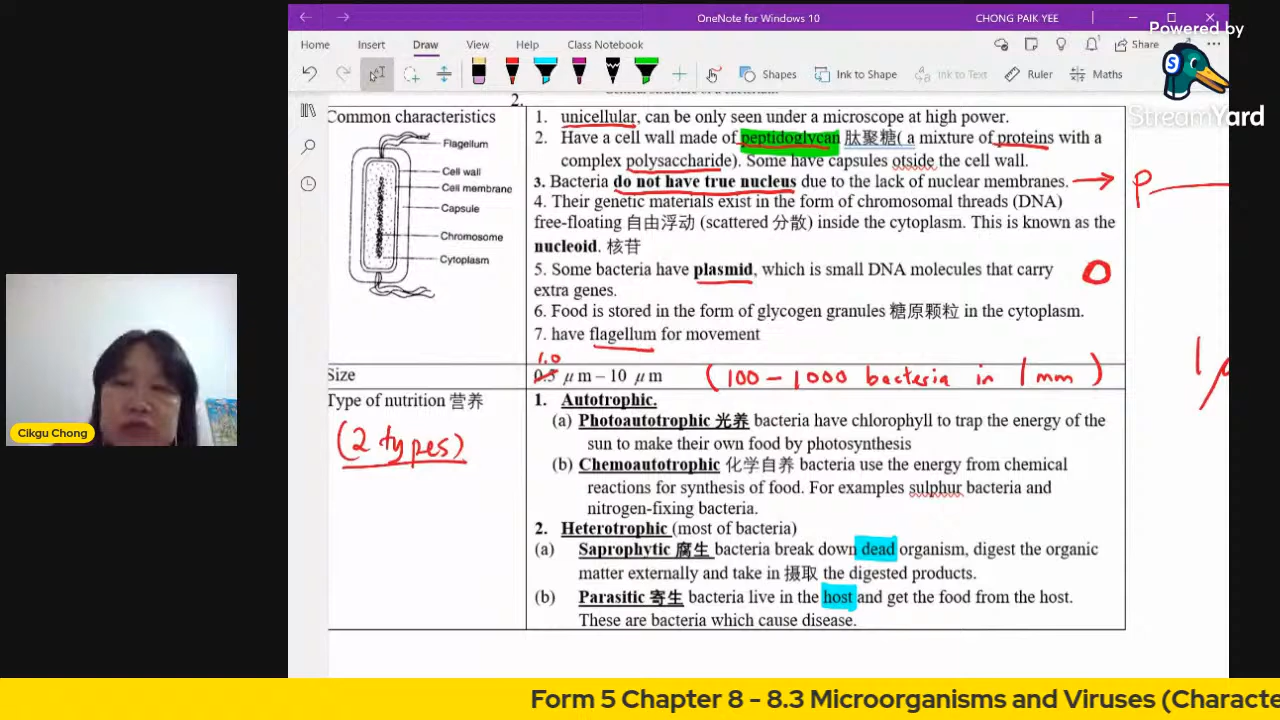 OneNote for Windows 10
CHONG PAIK YEE
Powered by
StreamYard
Home Insert Draw View Help Class Notebook Share
Shapes Ink to Shape Ink to Text Ruler Maths
2.
Common characteristics
Flagellum
Cell wall
Cell membrane
Capsule
Chromosome
Cytoplasm
1. unicellular, can be only seen under a microscope at high power.
2. Have a cell wall made of peptidoglycan 肽聚糖( a mixture of proteins with a
complex polysaccharide). Some have capsules otside the cell wall.
3. Bacteria do not have true nucleus due to the lack of nuclear membranes. → P
4. Their genetic materials exist in the form of chromosomal threads (DNA)
free-floating 自由浮动 (scattered 分散) inside the cytoplasm. This is known as the
nucleoid. 核苷
5. Some bacteria have plasmid, which is small DNA molecules that carry
extra genes.
6. Food is stored in the form of glycogen granules 糖原颗粒 in the cytoplasm.
7. have flagellum for movement
Size
1.0
0.5 μ m – 10 μ m (100 – 1000 bacteria in 1 mm)
1 μ
Type of nutrition 营养
(2 types)
1. Autotrophic.
(a) Photoautotrophic 光养 bacteria have chlorophyll to trap the energy of the
sun to make their own food by photosynthesis
(b) Chemoautotrophic 化学自养 bacteria use the energy from chemical
reactions for synthesis of food. For examples sulphur bacteria and
nitrogen-fixing bacteria.
2. Heterotrophic (most of bacteria)
(a) Saprophytic 腐生 bacteria break down dead organism, digest the organic
matter externally and take in 摄取 the digested products.
(b) Parasitic 寄生 bacteria live in the host and get the food from the host.
These are bacteria which cause disease.
Cikgu Chong
Form 5 Chapter 8 - 8.3 Microorganisms and Viruses (Characte